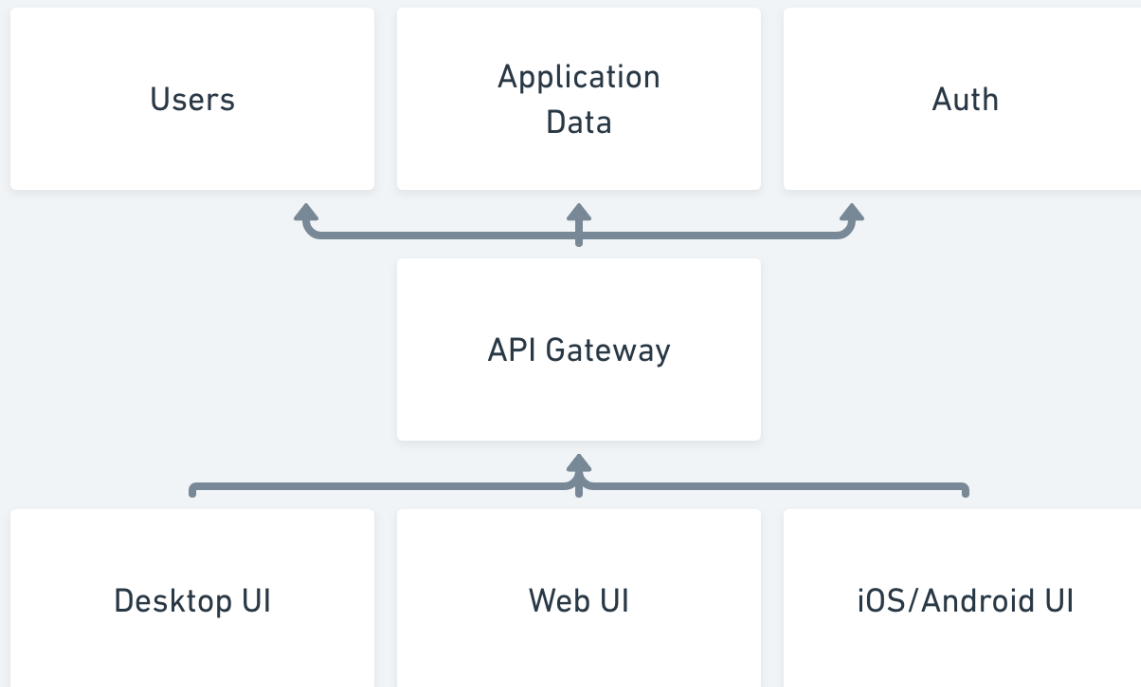 Users
Application
Data
Auth
API Gateway
Desktop UI
Web UI
iOS/Android UI